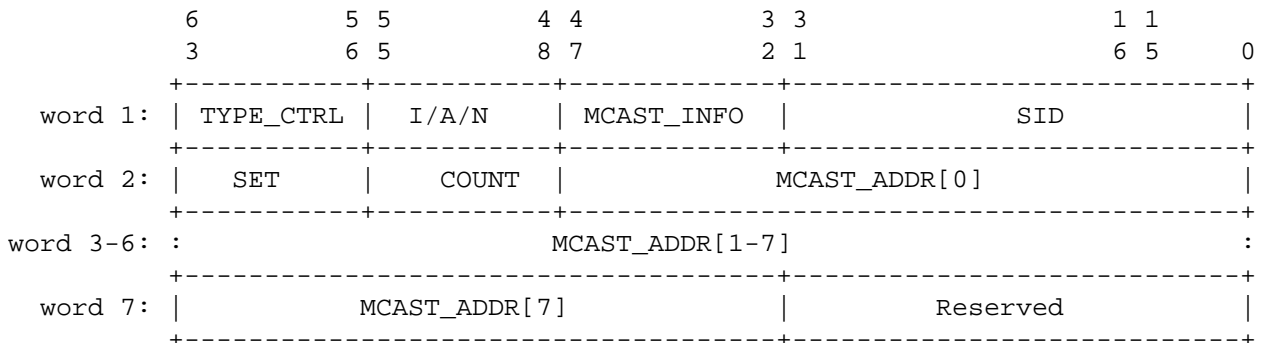 6 5 5 4 4 3 3 1 1
3 6 5 8 7 2 1 6 5 0
+-----------+-----------+-------------+----------------------------+
word 1: | TYPE_CTRL | I/A/N | MCAST_INFO | SID |
+-----------+-----------+-------------+----------------------------+
word 2: | SET | COUNT | MCAST_ADDR[0] |
+-----------+-----------+------------------------------------------+
word 3-6: : MCAST_ADDR[1-7] :
+-------------------------------------+----------------------------+
word 7: | MCAST_ADDR[7] | Reserved |
+-------------------------------------+----------------------------+